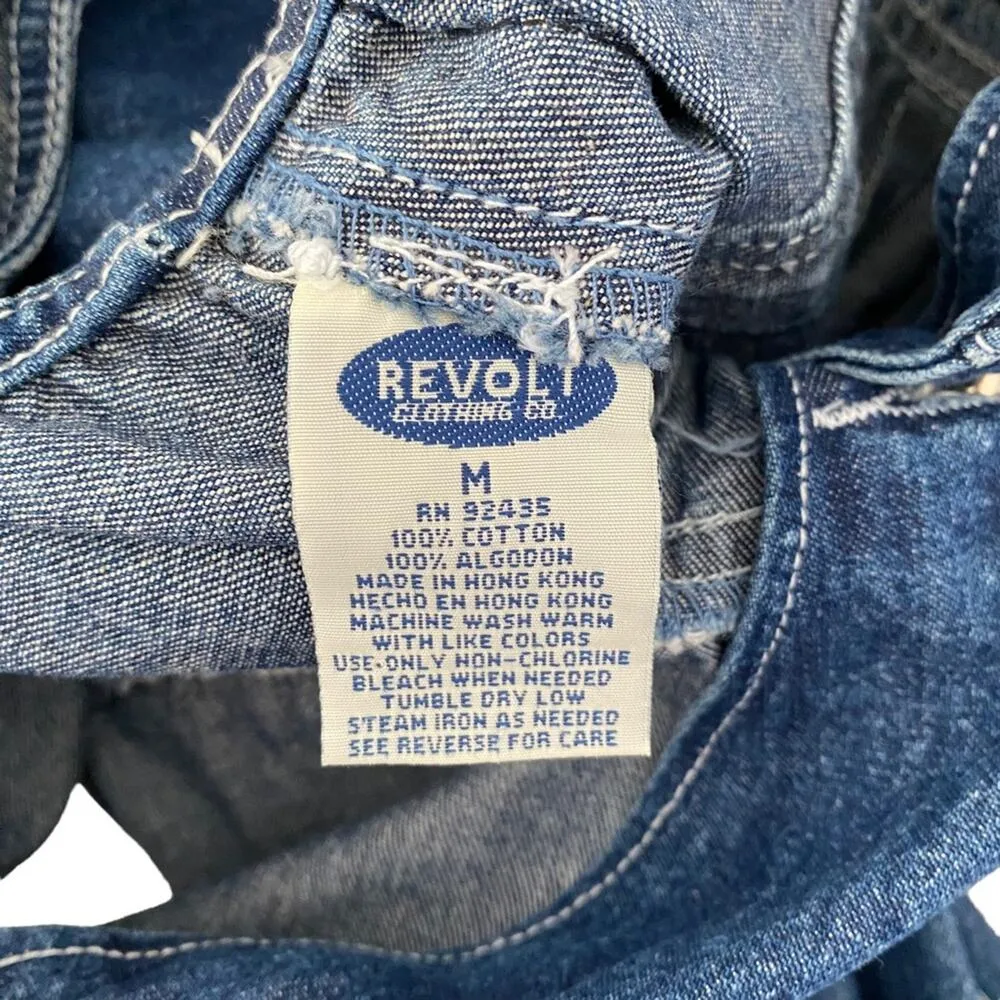 REVOLT
CLOTHING CO.
M
RN 92435
100% COTTON
100% ALGODON
MADE IN HONG KONG
HECHO EN HONG KONG
MACHINE WASH WARM
WITH LIKE COLORS
USE ONLY NON-CHLORINE
BLEACH WHEN NEEDED
TUMBLE DRY LOW
STEAM IRON AS NEEDED
SEE REVERSE FOR CARE